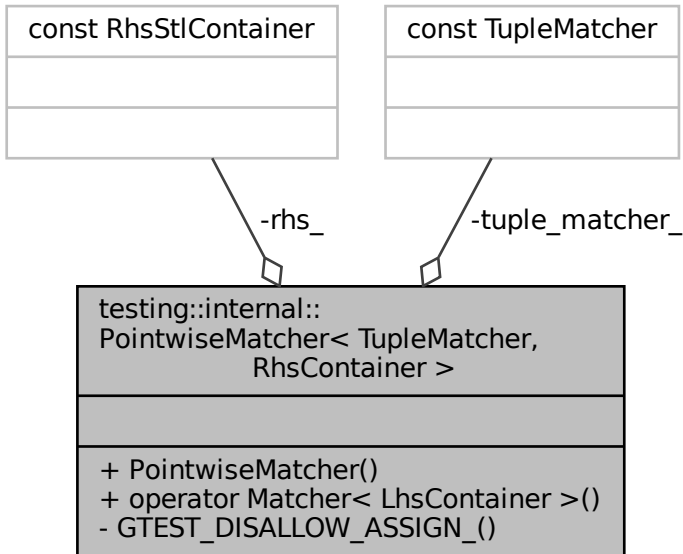 const RhsStlContainer
const TupleMatcher
-rhs_
-tuple_matcher_
testing::internal::
PointwiseMatcher< TupleMatcher,
RhsContainer >
+ PointwiseMatcher()
+ operator Matcher< LhsContainer >()
- GTEST_DISALLOW_ASSIGN_()